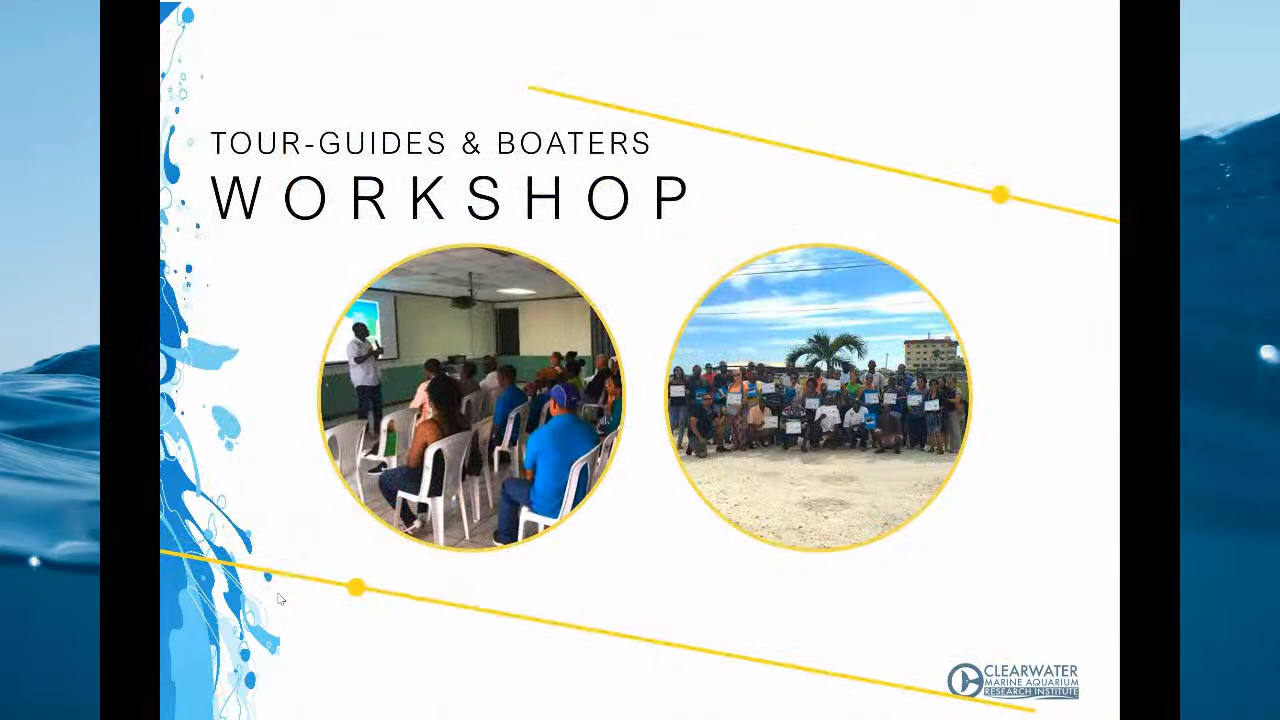 TOUR-GUIDES & BOATERS
WORKSHOP
CLEARWATER
MARINE AQUARIUM
RESEARCH INSTITUTE